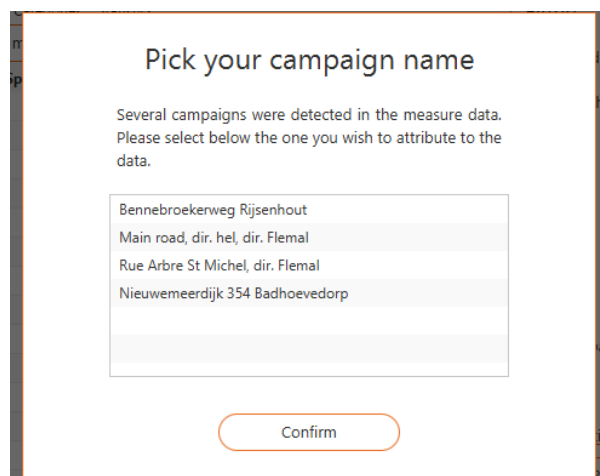 Pick your campaign name
Several campaigns were detected in the measure data.
Please select below the one you wish to attribute to the
data.
Bennebroekerweg Rijsenhout
Main road, dir. hel, dir. Flemal
Rue Arbre St Michel, dir. Flemal
Nieuwemeerdijk 354 Badhoevedorp
Confirm